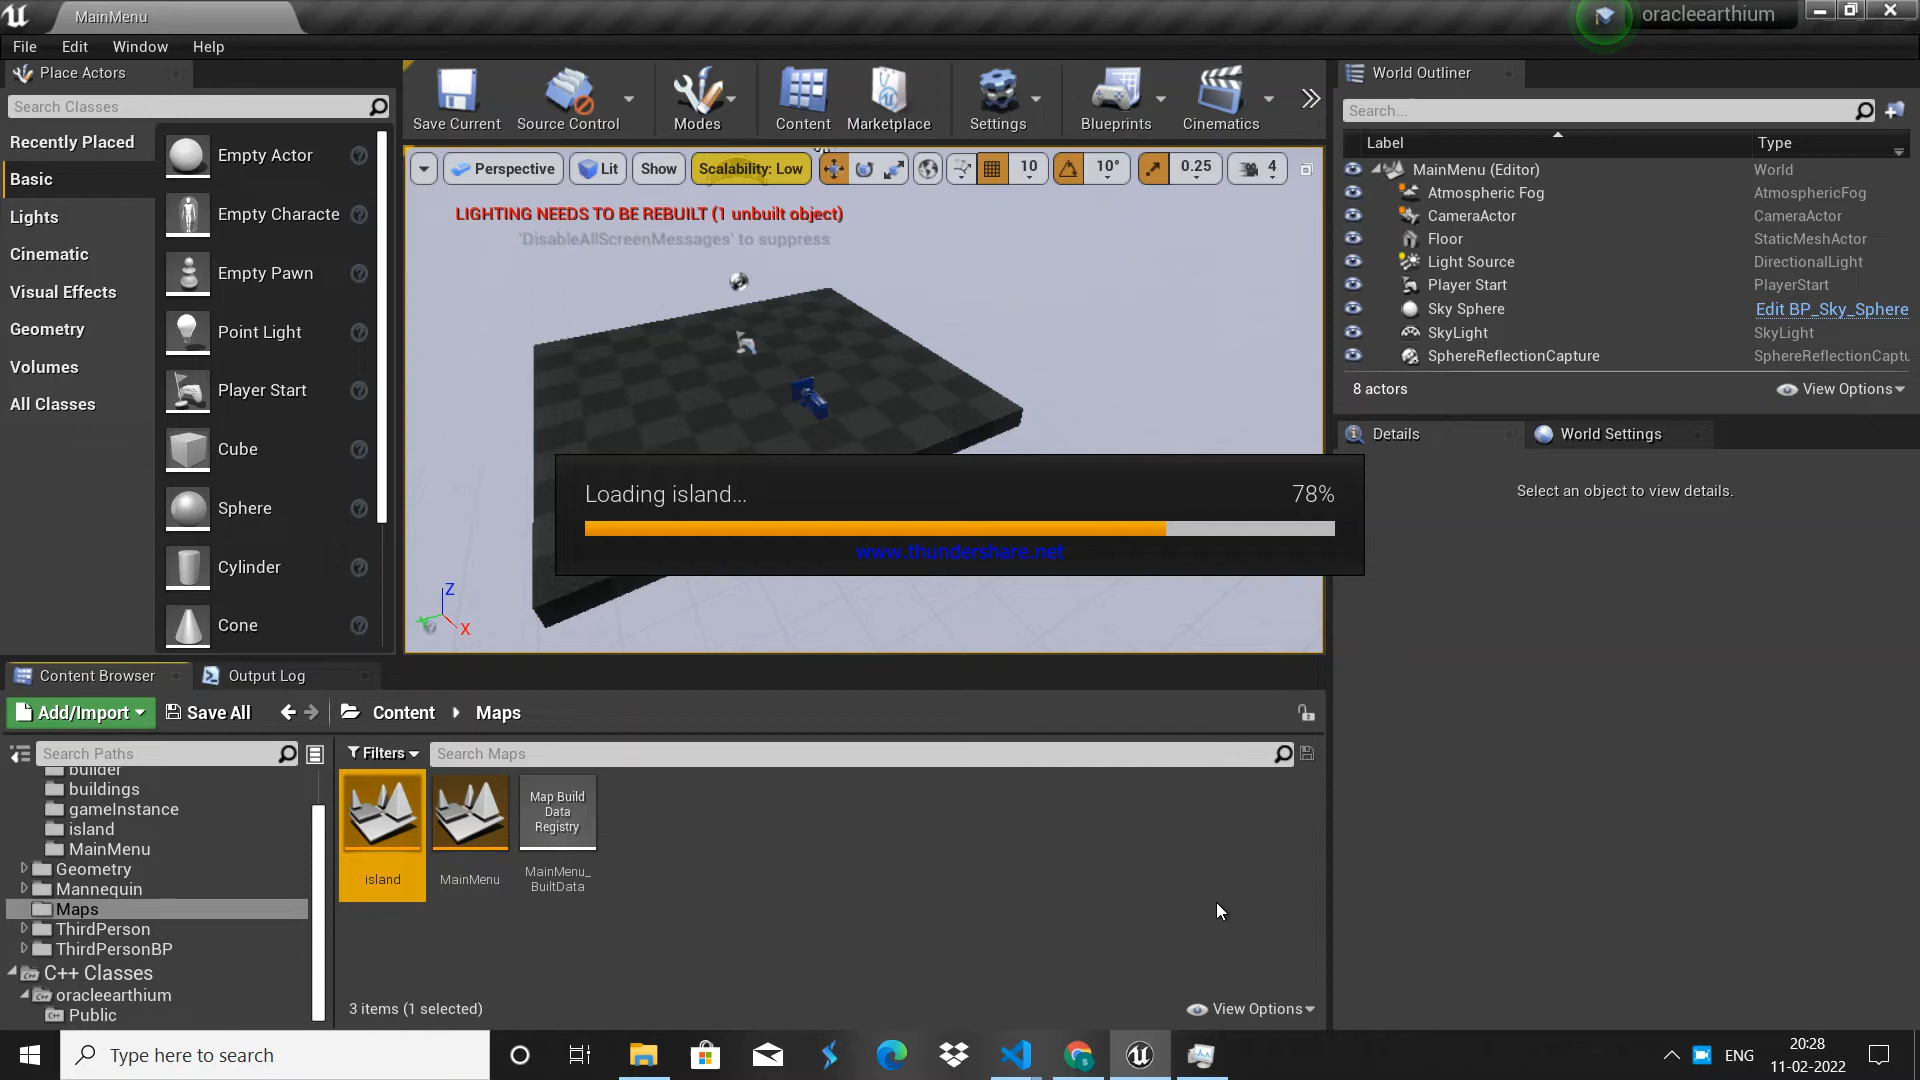 MainMenu
oracleearthium
File Edit Window Help
Place Actors
Search Classes
Recently Placed
Basic
Lights
Cinematic
Visual Effects
Geometry
Volumes
All Classes
Empty Actor
Empty Characte
Empty Pawn
Point Light
Player Start
Cube
Sphere
Cylinder
Cone
Save Current
Source Control
Modes
Content
Marketplace
Settings
Blueprints
Cinematics
Perspective
Lit
Show
Scalability: Low
10
10°
0.25
4
LIGHTING NEEDS TO BE REBUILT (1 unbuilt object)
'DisableAllScreenMessages' to suppress
Loading island...
78%
www.thundershare.net
Z
X
World Outliner
Search...
Label Type
MainMenu (Editor) World
Atmospheric Fog AtmosphericFog
CameraActor CameraActor
Floor StaticMeshActor
Light Source DirectionalLight
Player Start PlayerStart
Sky Sphere Edit BP_Sky_Sphere
SkyLight SkyLight
SphereReflectionCapture SphereReflectionCaptu
8 actors
View Options
Details
World Settings
Select an object to view details.
Content Browser
Output Log
Add/Import
Save All
Content
Maps
Search Paths
Filters
Search Maps
builder
buildings
gameInstance
island
MainMenu
Geometry
Mannequin
Maps
ThirdPerson
ThirdPersonBP
C++ Classes
oracleearthium
Public
Map Build
Data
Registry
island
MainMenu
MainMenu_
BuiltData
3 items (1 selected)
View Options
Type here to search
ENG
20:28
11-02-2022